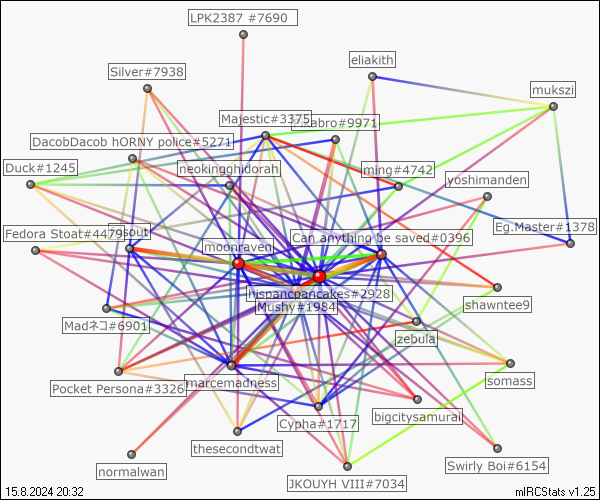 LPK2387 #7690
eliakith
Silver#7938
mukszi
Majestic#3375
abro#9971
DacobDacob hORNY police#5271
Duck#1245
neokingghidorah
ming#4742
yoshimanden
Eg.Master#1378
Fedora Stoat#4479
sout
moonraven
Can anything be saved#0396
hispancpancakes#2928
Mushy#1984
shawntee9
Madネコ#6901
zebula
Pocket Persona#3326
marcemadness
somass
bigcitysamurai
Cypha#1717
thesecondtwat
normalwan
Swirly Boi#6154
JKOUYH VIII#7034
15.8.2024 20:32
mIRCStats v1.25